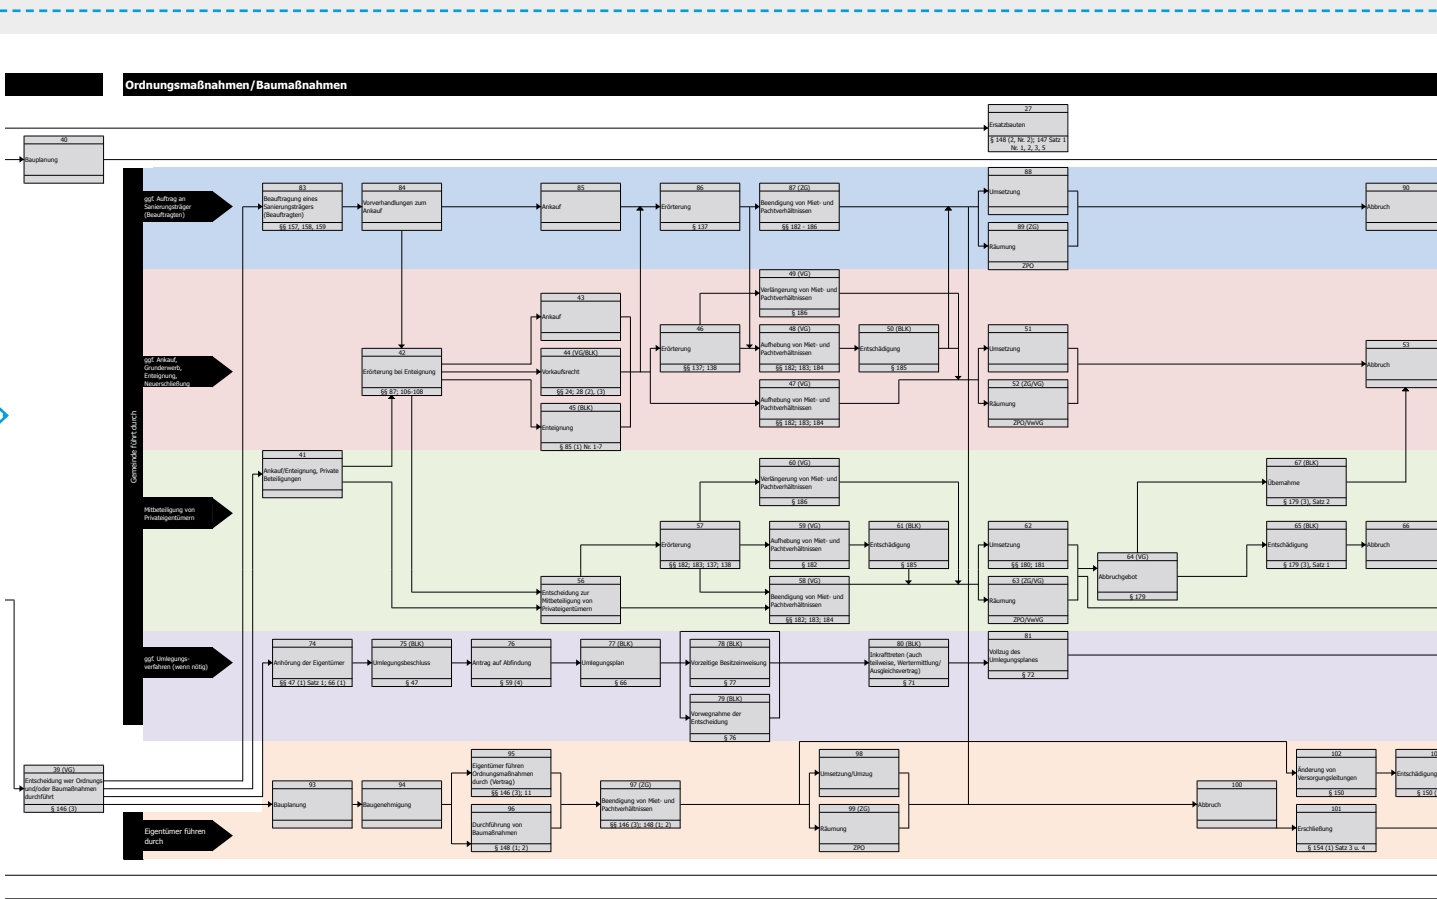 Ordnungsmaßnahmen/Baumaßnahmen
27
Ersatzbauten
§ 148 (2, Nr. 2); 147 Satz 1
Nr. 1, 2, 3, 5
40
Bauplanung
Gemeinde führt durch
ggf. Auftrag an
Sanierungsträger
(Beauftragten)
83
Beauftragung eines
Sanierungsträgers
(Beauftragten)
§§ 157, 158, 159
84
Vorverhandlungen zum
Ankauf
85
Ankauf
86
Erörterung
§ 137
87 (ZG)
Beendigung von Miet- und
Pachtverhältnissen
§§ 182 - 186
88
Umsetzung
89 (ZG)
Räumung
ZPO
90
Abbruch
ggf. Ankauf,
Grunderwerb,
Enteignung,
Neuerschließung
42
Erörterung bei Enteignung
§§ 87; 106-108
43
Ankauf
44 (VG/BLK)
Vorkaufsrecht
§§ 24; 28 (2), (3)
45 (BLK)
Enteignung
§ 85 (1) Nr. 1-7
46
Erörterung
§§ 137; 138
49 (VG)
Verlängerung von Miet- und
Pachtverhältnissen
§ 186
48 (VG)
Aufhebung von Miet- und
Pachtverhältnissen
§§ 182; 183; 184
47 (VG)
Aufhebung von Miet- und
Pachtverhältnissen
§§ 182; 183; 184
50 (BLK)
Entschädigung
§ 185
51
Umsetzung
52 (ZG/VG)
Räumung
ZPO/VwVG
53
Abbruch
41
Ankauf/Enteignung, Private
Beteiligungen
Mitbeteiligung von
Privateigentümern
56
Entscheidung zur
Mitbeteiligung von
Privateigentümern
57
Erörterung
§§ 182; 183; 137; 138
60 (VG)
Verlängerung von Miet- und
Pachtverhältnissen
§ 186
59 (VG)
Aufhebung von Miet- und
Pachtverhältnissen
§ 182
58 (VG)
Beendigung von Miet- und
Pachtverhältnissen
§§ 182; 183; 184
61 (BLK)
Entschädigung
§ 185
62
Umsetzung
§§ 180; 181
63 (ZG/VG)
Räumung
ZPO/VwVG
64 (VG)
Abbruchgebot
§ 179
67 (BLK)
Übernahme
§ 179 (3), Satz 2
65 (BLK)
Entschädigung
§ 179 (3), Satz 1
66
Abbruch
ggf. Umlegungs-
verfahren (wenn nötig)
74
Anhörung der Eigentümer
§§ 47 (1) Satz 1; 66 (1)
75 (BLK)
Umlegungsbeschluss
§ 47
76
Antrag auf Abfindung
§ 59 (4)
77 (BLK)
Umlegungsplan
§ 66
78 (BLK)
Vorzeitige Besitzeinweisung
§ 77
79 (BLK)
Vorwegnahme der
Entscheidung
§ 76
80 (BLK)
Inkrafttreten (auch
teilweise, Wertermittlung/
Ausgleichsvertrag)
§ 71
81
Vollzug des
Umlegungsplanes
§ 72
39 (VG)
Entscheidung wer Ordnungs
und/oder Baumaßnahmen
durchführt
§ 146 (3)
Eigentümer führen
durch
93
Bauplanung
94
Baugenehmigung
95
Eigentümer führen
Ordnungsmaßnahmen
durch (Vertrag)
§§ 146 (3); 11
96
Durchführung von
Baumaßnahmen
§ 148 (1; 2)
97 (ZG)
Beendigung von Miet- und
Pachtverhältnissen
§§ 146 (3); 148 (1; 2)
98
Umsetzung/Umzug
99 (ZG)
Räumung
ZPO
100
Abbruch
102
Änderung von
Versorgungsleitungen
§ 150
101
Erschließung
§ 154 (1) Satz 3 u. 4
Entschädigung
§ 150 (